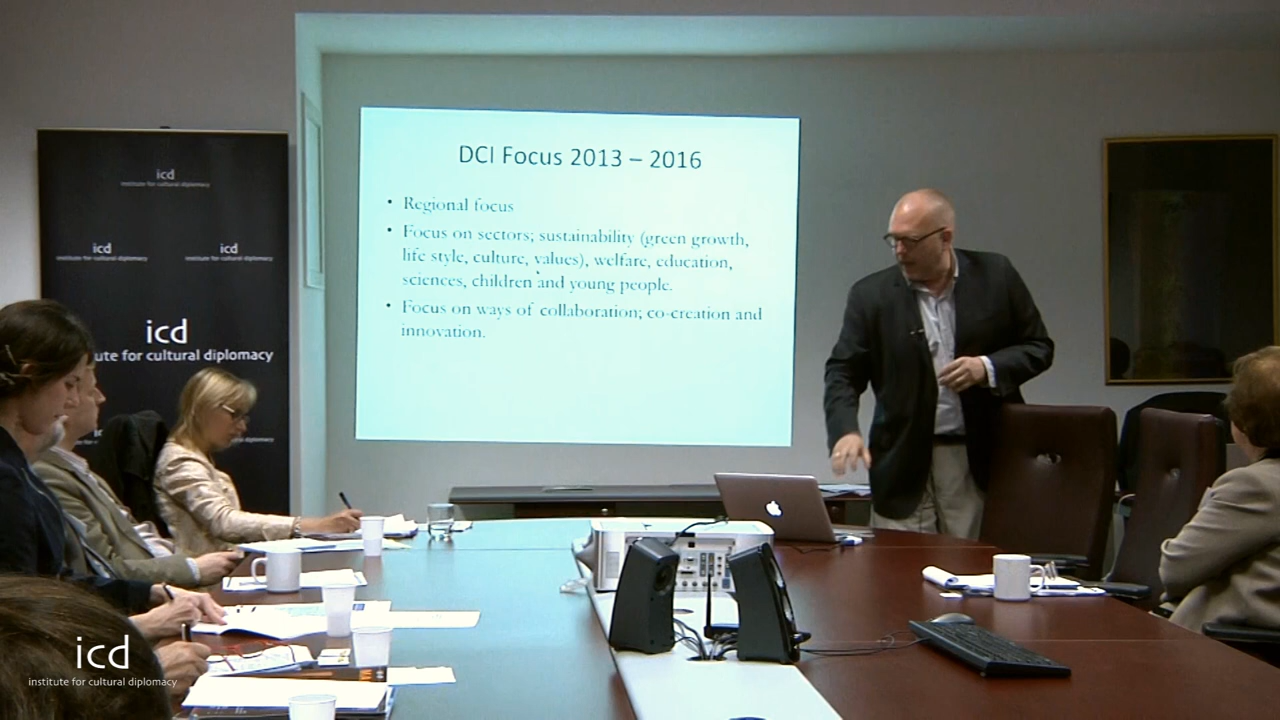 DCI Focus 2013 – 2016
• Regional focus
• Focus on sectors; sustainability (green growth,
life style, culture, values), welfare, education,
sciences, children and young people.
• Focus on ways of collaboration; co-creation and
innovation.
icd
institute for cultural diplomacy
icd
institute for cultural diplomacy
icd
institute for cultural diplomacy
icd
ute for cultural diplomacy
diplomacy
icd
institute for cultural diplomacy